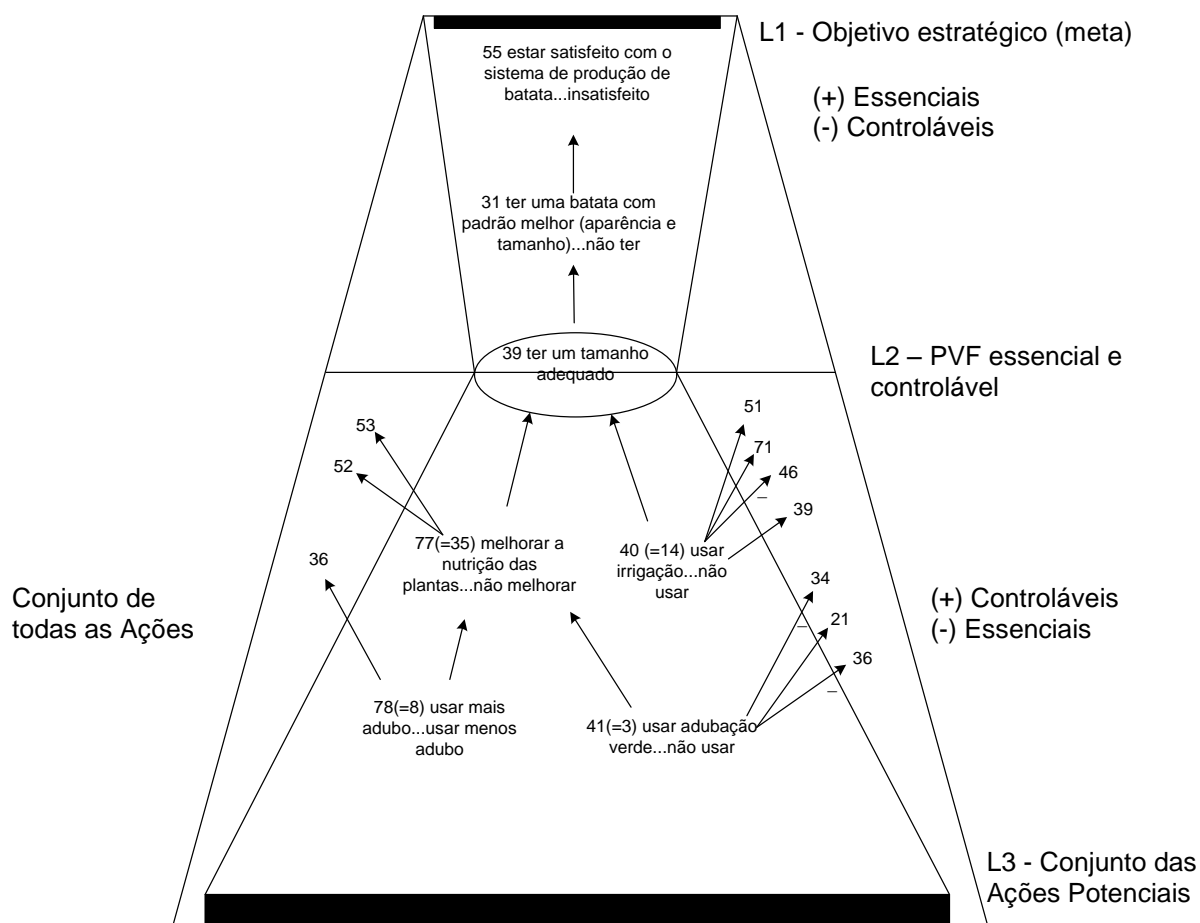 L1 - Objetivo estratégico (meta)
55 estar satisfeito com o
sistema de produção de
batata...insatisfeito
(+) Essenciais
(-) Controláveis
31 ter uma batata com
padrão melhor (aparência e
tamanho)...não ter
39 ter um tamanho
adequado
L2 – PVF essencial e
controlável
53
52
51
71
46
–
39
77(=35) melhorar a
nutrição das
plantas...não melhorar
40 (=14) usar
irrigação...não
usar
36
34
–
21
36
–
Conjunto de
todas as Ações
(+) Controláveis
(-) Essenciais
78(=8) usar mais
adubo...usar menos
adubo
41(=3) usar adubação
verde...não usar
L3 - Conjunto das
Ações Potenciais